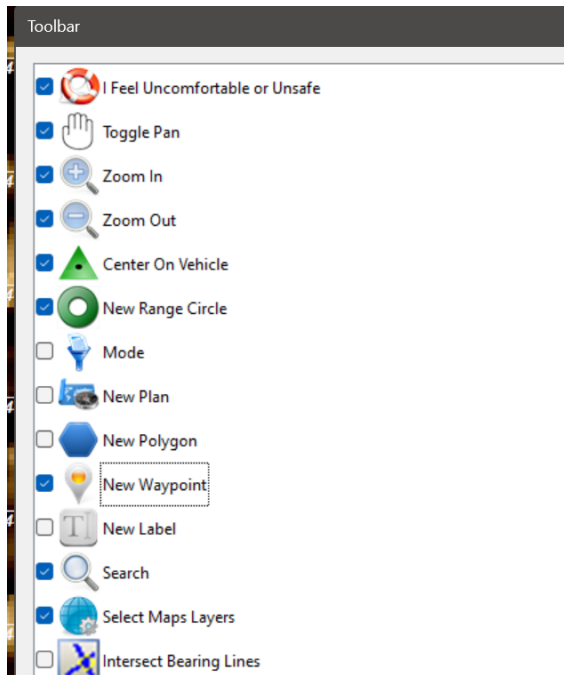 Toolbar
I Feel Uncomfortable or Unsafe
Toggle Pan
Zoom In
Zoom Out
Center On Vehicle
New Range Circle
Mode
New Plan
New Polygon
New Waypoint
T New Label
Search
Select Maps Layers
Intersect Bearing Lines